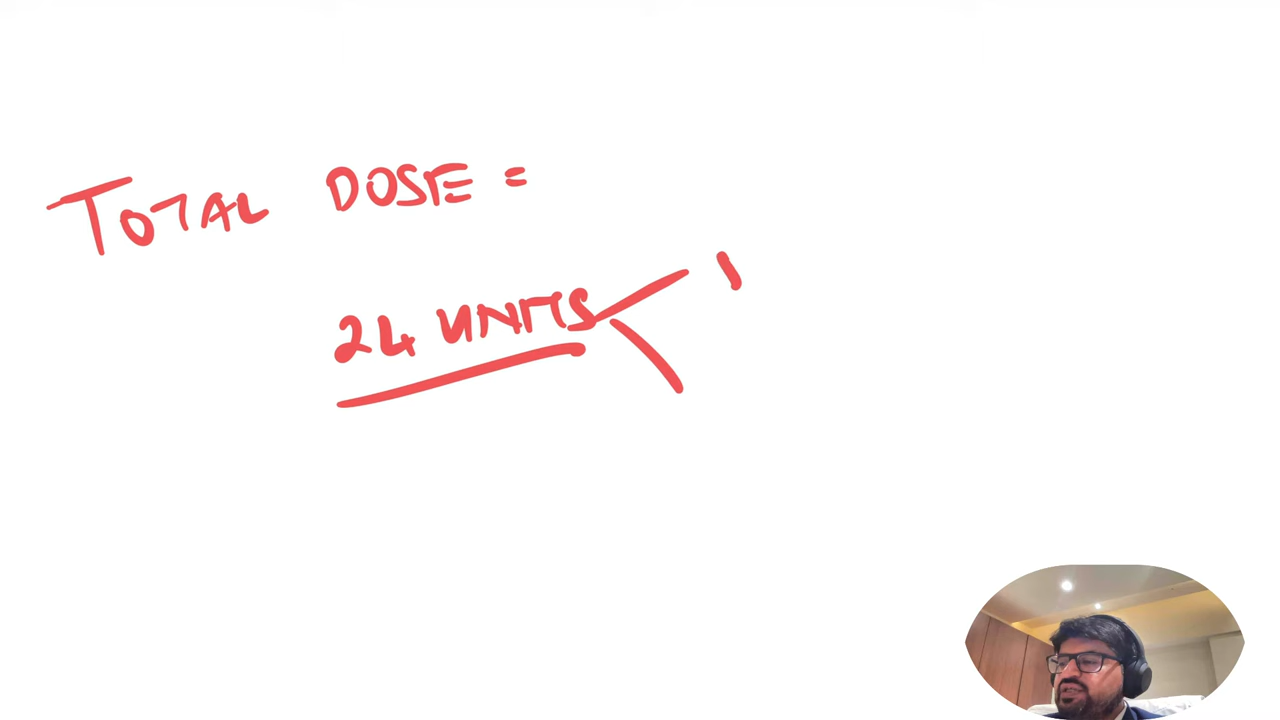 TOTAL DOSE =
24 UNITS